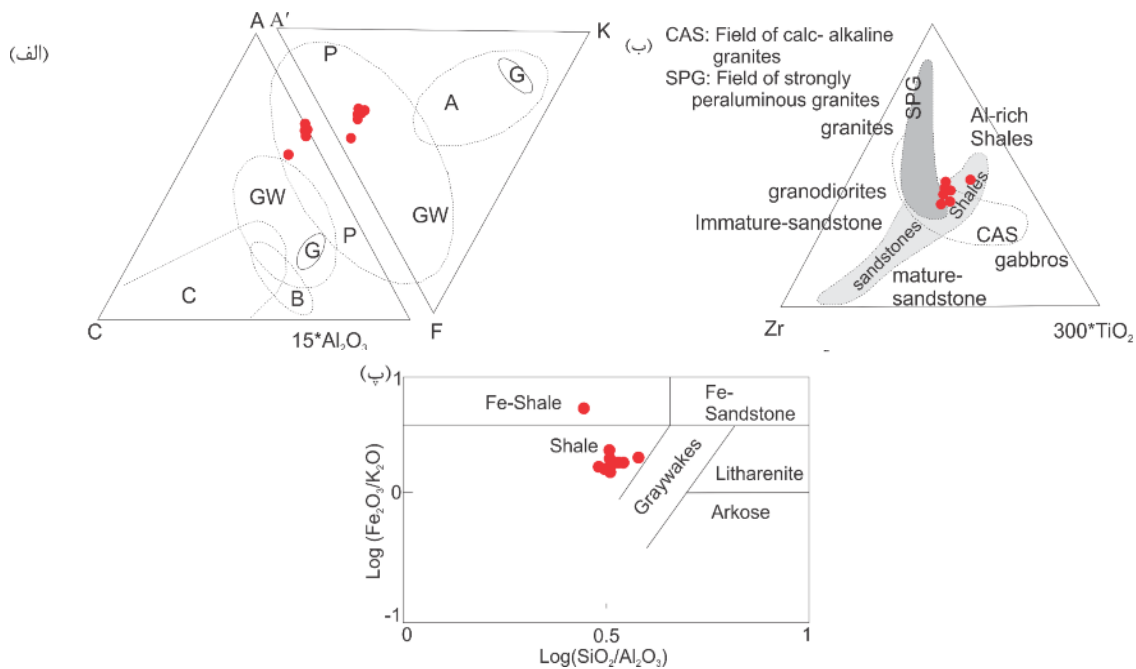 (الف)
A A′
K
P
G
A
GW
GW
P
G
C
B
C
F
(ب)
CAS: Field of calc- alkaline
granites
SPG: Field of strongly
peraluminous granites
granites
SPG
Al-rich
Shales
granodiorites
Immature-sandstone
Shales
CAS
gabbros
sandstones
mature-
sandstone
Zr
300*TiO₂
15*Al₂O₃
(پ)
1
Fe-Shale
Fe-
Sandstone
Shale
Graywakes
Litharenite
0
Arkose
Log (Fe₂O₃/K₂O)
-1
0
0.5
1
Log(SiO₂/Al₂O₃)